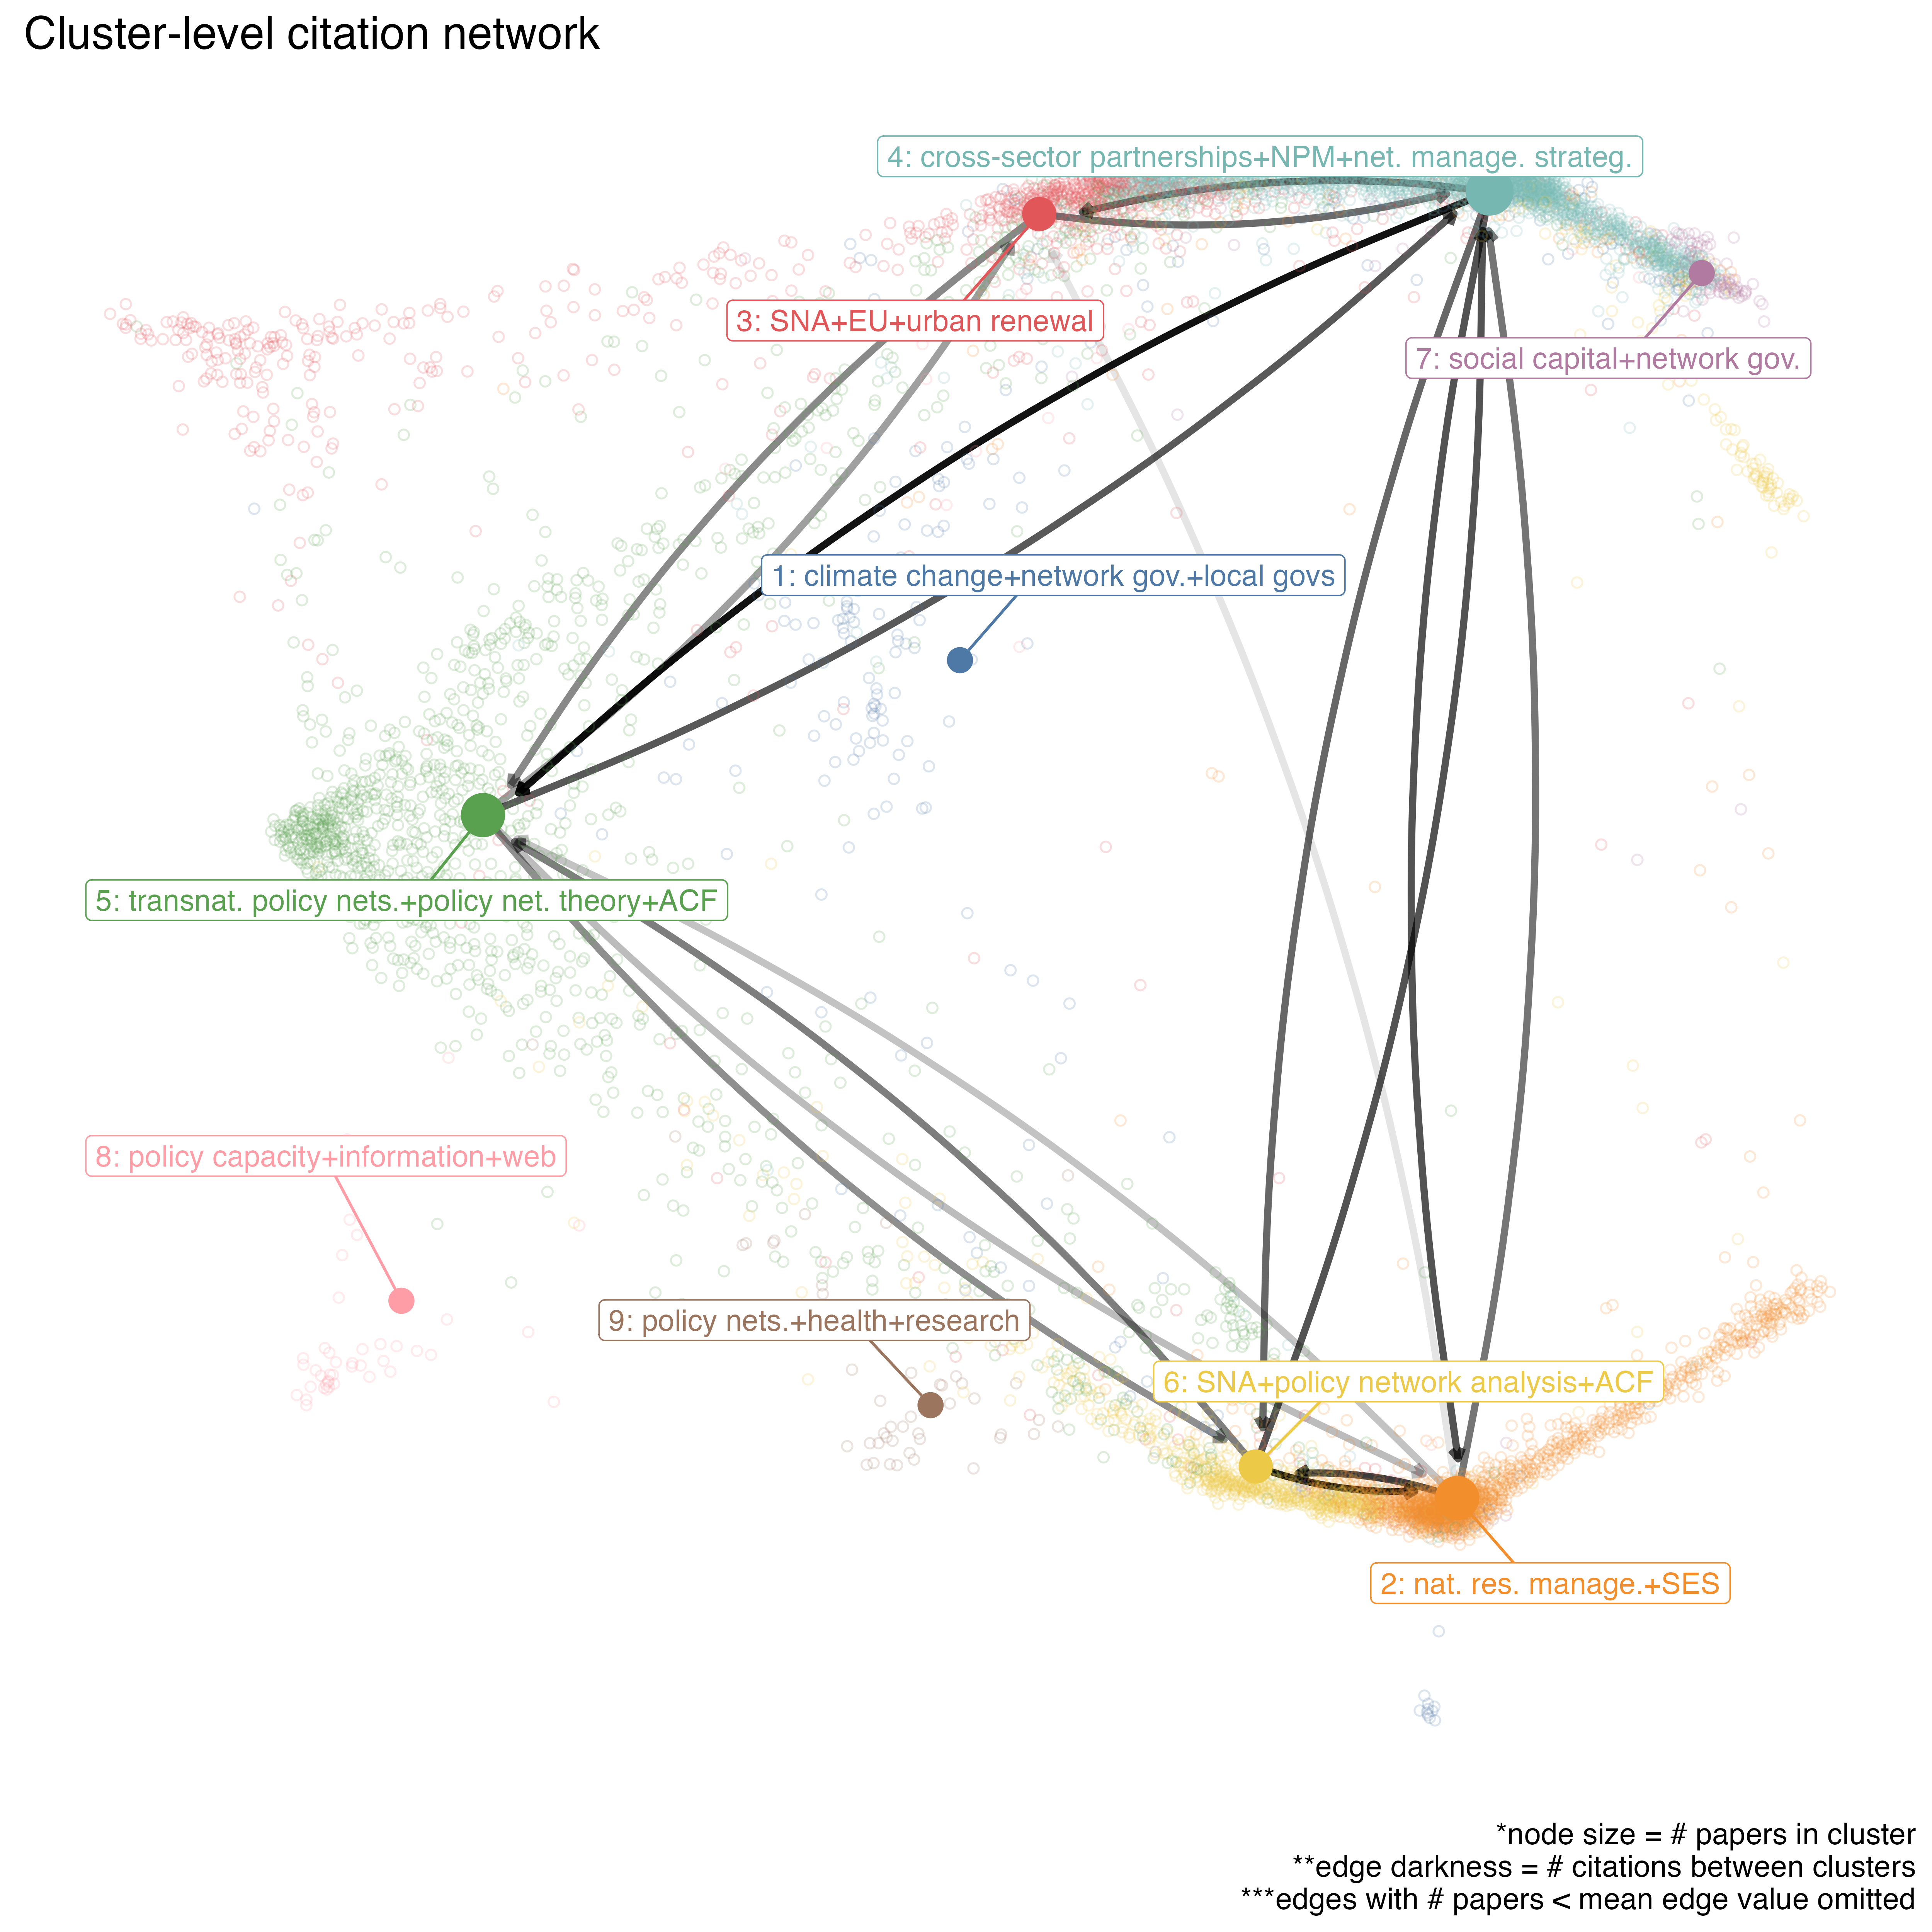 Cluster-level citation network
4: cross-sector partnerships+NPM+net. manage. strateg.
3: SNA+EU+urban renewal
7: social capital+network gov.
1: climate change+network gov.+local govs
5: transnat. policy nets.+policy net. theory+ACF
8: policy capacity+information+web
9: policy nets.+health+research
6: SNA+policy network analysis+ACF
2: nat. res. manage.+SES
*node size = # papers in cluster
**edge darkness = # citations between clusters
***edges with # papers < mean edge value omitted